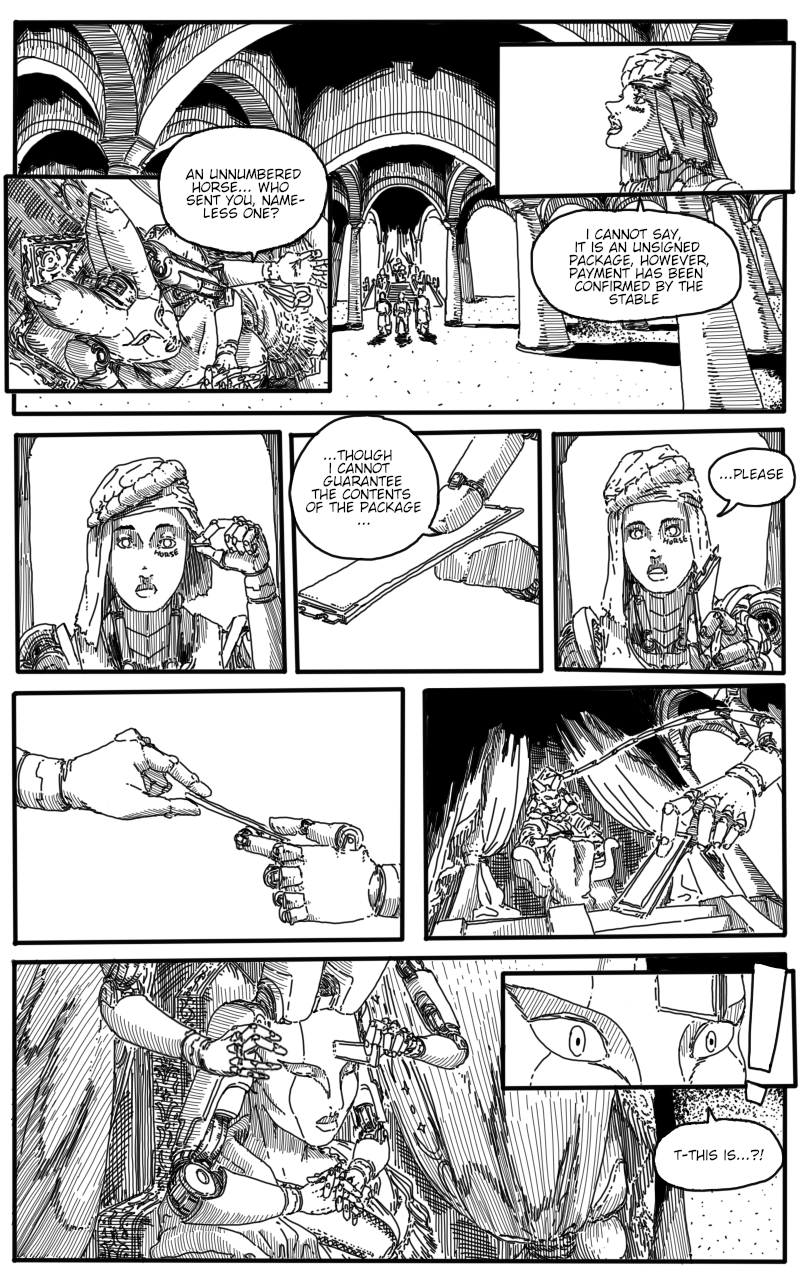 AN UNNUMBERED
HORSE... WHO
SENT YOU, NAME-
LESS ONE?
HORSE
I CANNOT SAY,
IT IS AN UNSIGNED
PACKAGE, HOWEVER,
PAYMENT HAS BEEN
CONFIRMED BY THE
STABLE
HORSE
...THOUGH
I CANNOT
GUARANTEE
THE CONTENTS
OF THE PACKAGE
...
HORSE
...PLEASE
!
T-THIS IS...?!